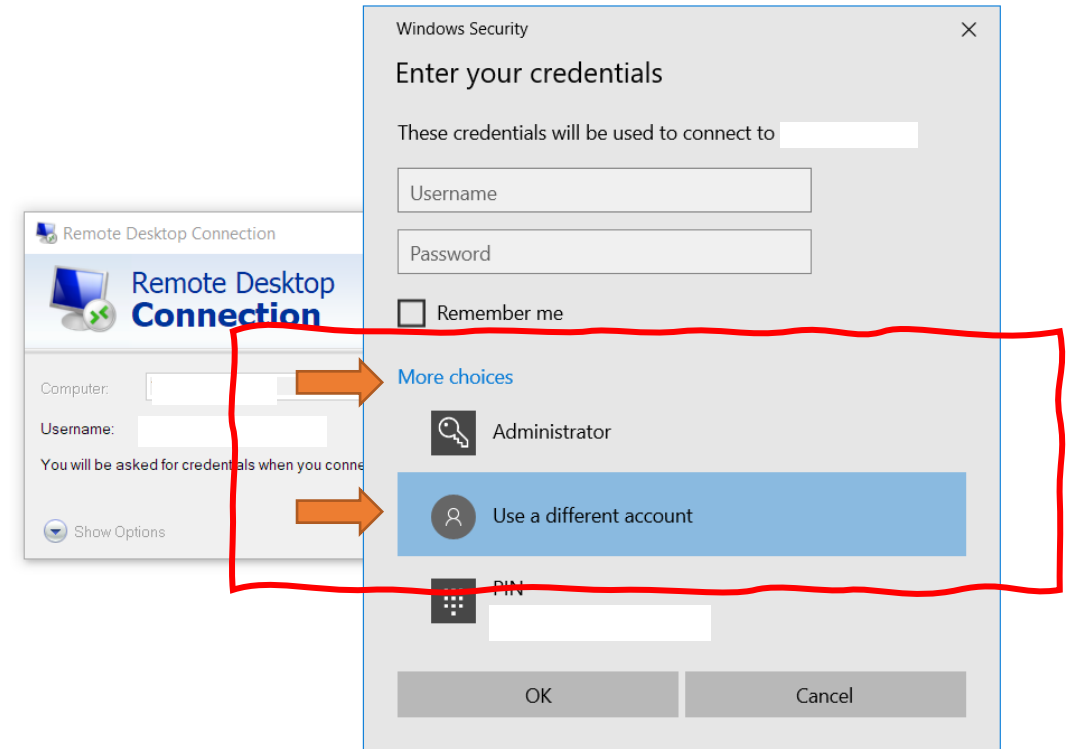 Windows Security
Enter your credentials
These credentials will be used to connect to
Username
Password
Remember me
More choices
Administrator
Use a different account
PIN
OK
Cancel
Remote Desktop Connection
Remote Desktop
Connection
Computer:
Username:
You will be asked for credentials when you conne
Show Options